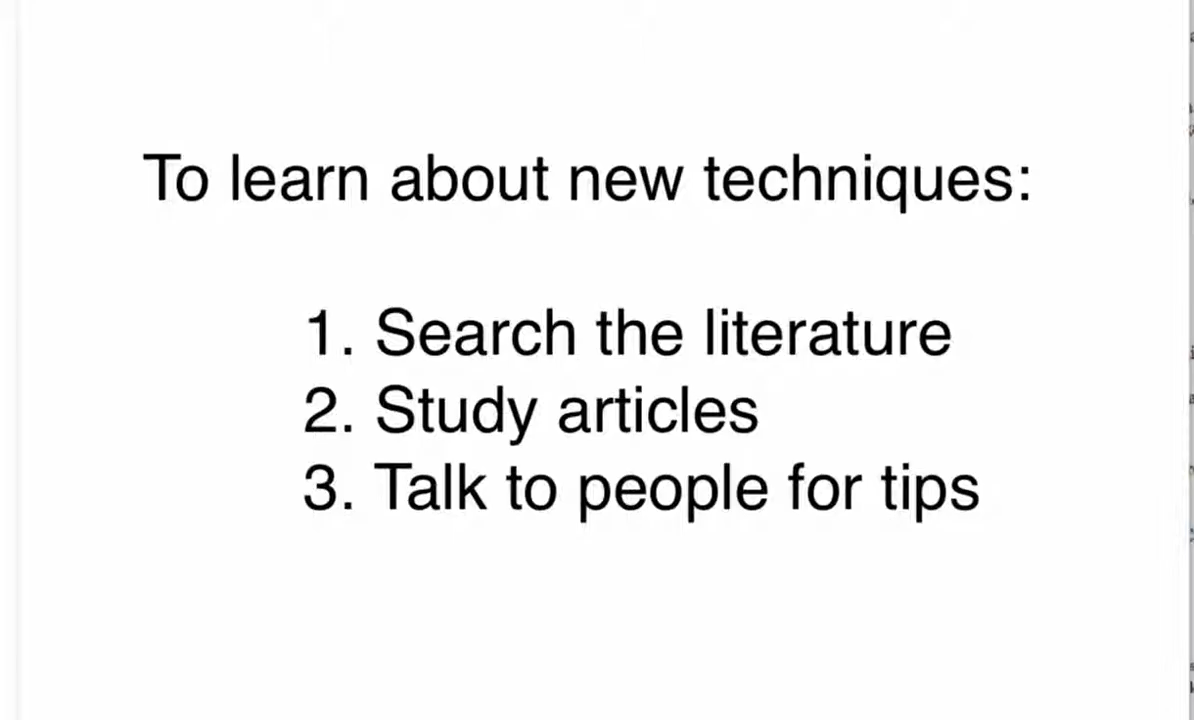 To learn about new techniques:
1. Search the literature
2. Study articles
3. Talk to people for tips